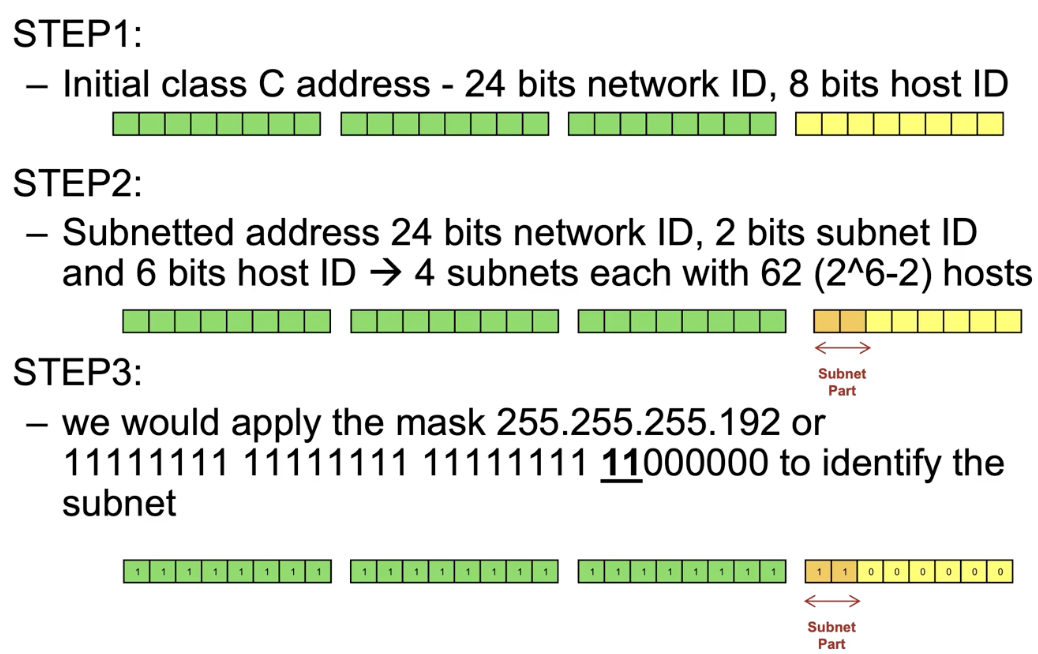 STEP1:
– Initial class C address - 24 bits network ID, 8 bits host ID
STEP2:
– Subnetted address 24 bits network ID, 2 bits subnet ID
and 6 bits host ID → 4 subnets each with 62 (2^6-2) hosts
Subnet
Part
STEP3:
– we would apply the mask 255.255.255.192 or
11111111 11111111 11111111 11000000 to identify the
subnet
1 1 1 1 1 1 1 1 1 1 1 1 1 1 1 1 1 1 1 1 1 1 1 1 1 1 0 0 0 0 0 0
Subnet
Part